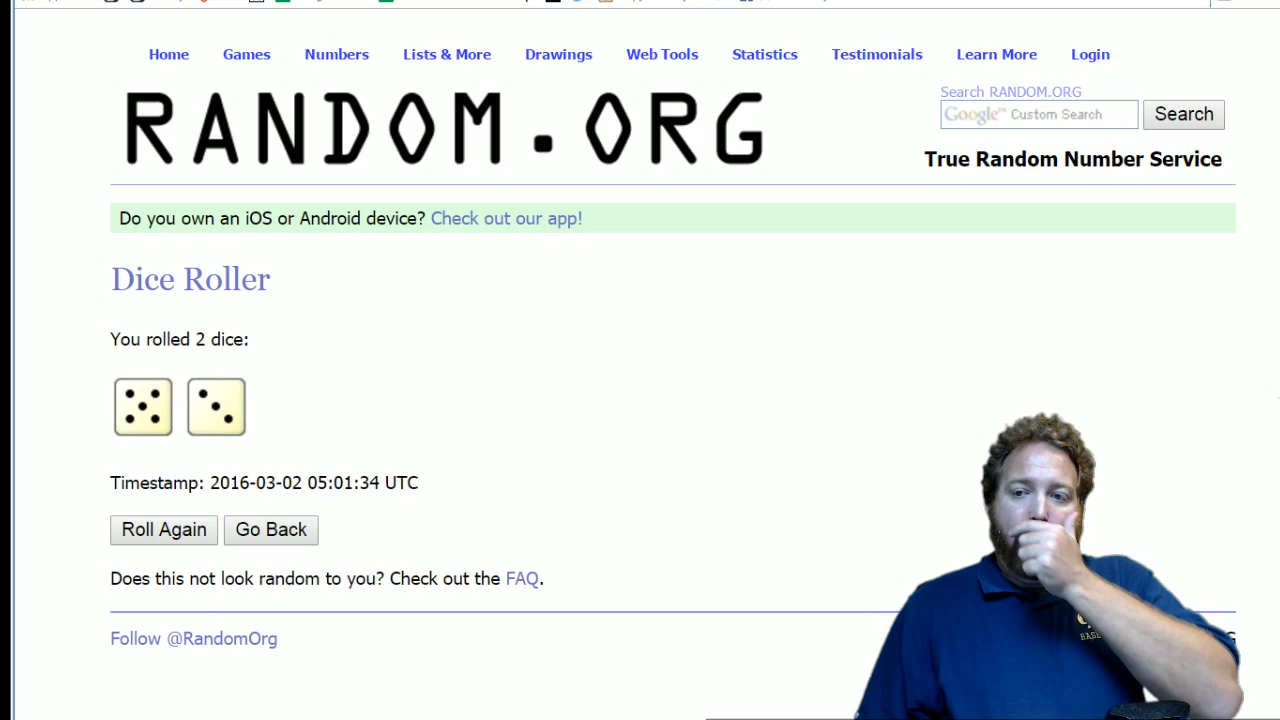 Home Games Numbers Lists & More Drawings Web Tools Statistics Testimonials Learn More Login
RANDOM.ORG
Search RANDOM.ORG
Google™ Custom Search Search
True Random Number Service
Do you own an iOS or Android device? Check out our app!
Dice Roller
You rolled 2 dice:
Timestamp: 2016-03-02 05:01:34 UTC
Roll Again Go Back
Does this not look random to you? Check out the FAQ.
Follow @RandomOrg